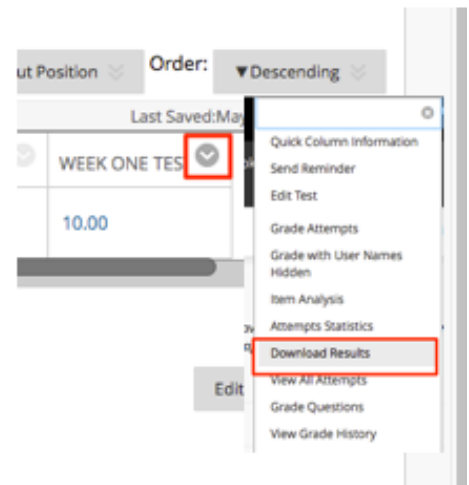 ut Position Order: ▼Descending
Last Saved:May
Quick Column Information
WEEK ONE TES
Send Reminder
Edit Test
10.00
Grade Attempts
Grade with User Names
Hidden
Item Analysis
Attempts Statistics
Download Results
View All Attempts
Edit
Grade Questions
View Grade History